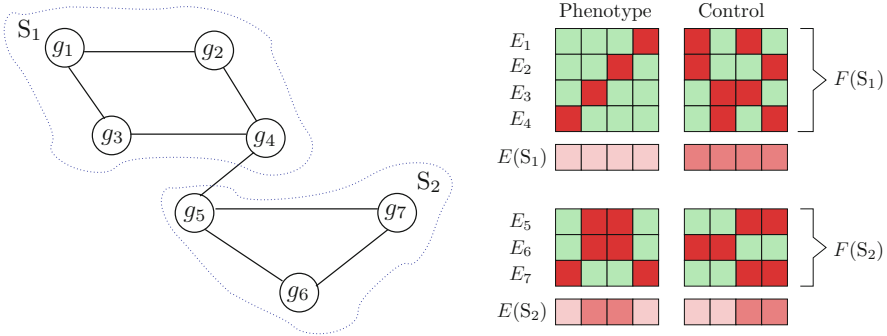 S₁
g₁
g₂
g₃
g₄
S₂
g₅
g₇
g₆
Phenotype Control
E₁
E₂
E₃
E₄
F(S₁)
E(S₁)
E₅
E₆
E₇
F(S₂)
E(S₂)